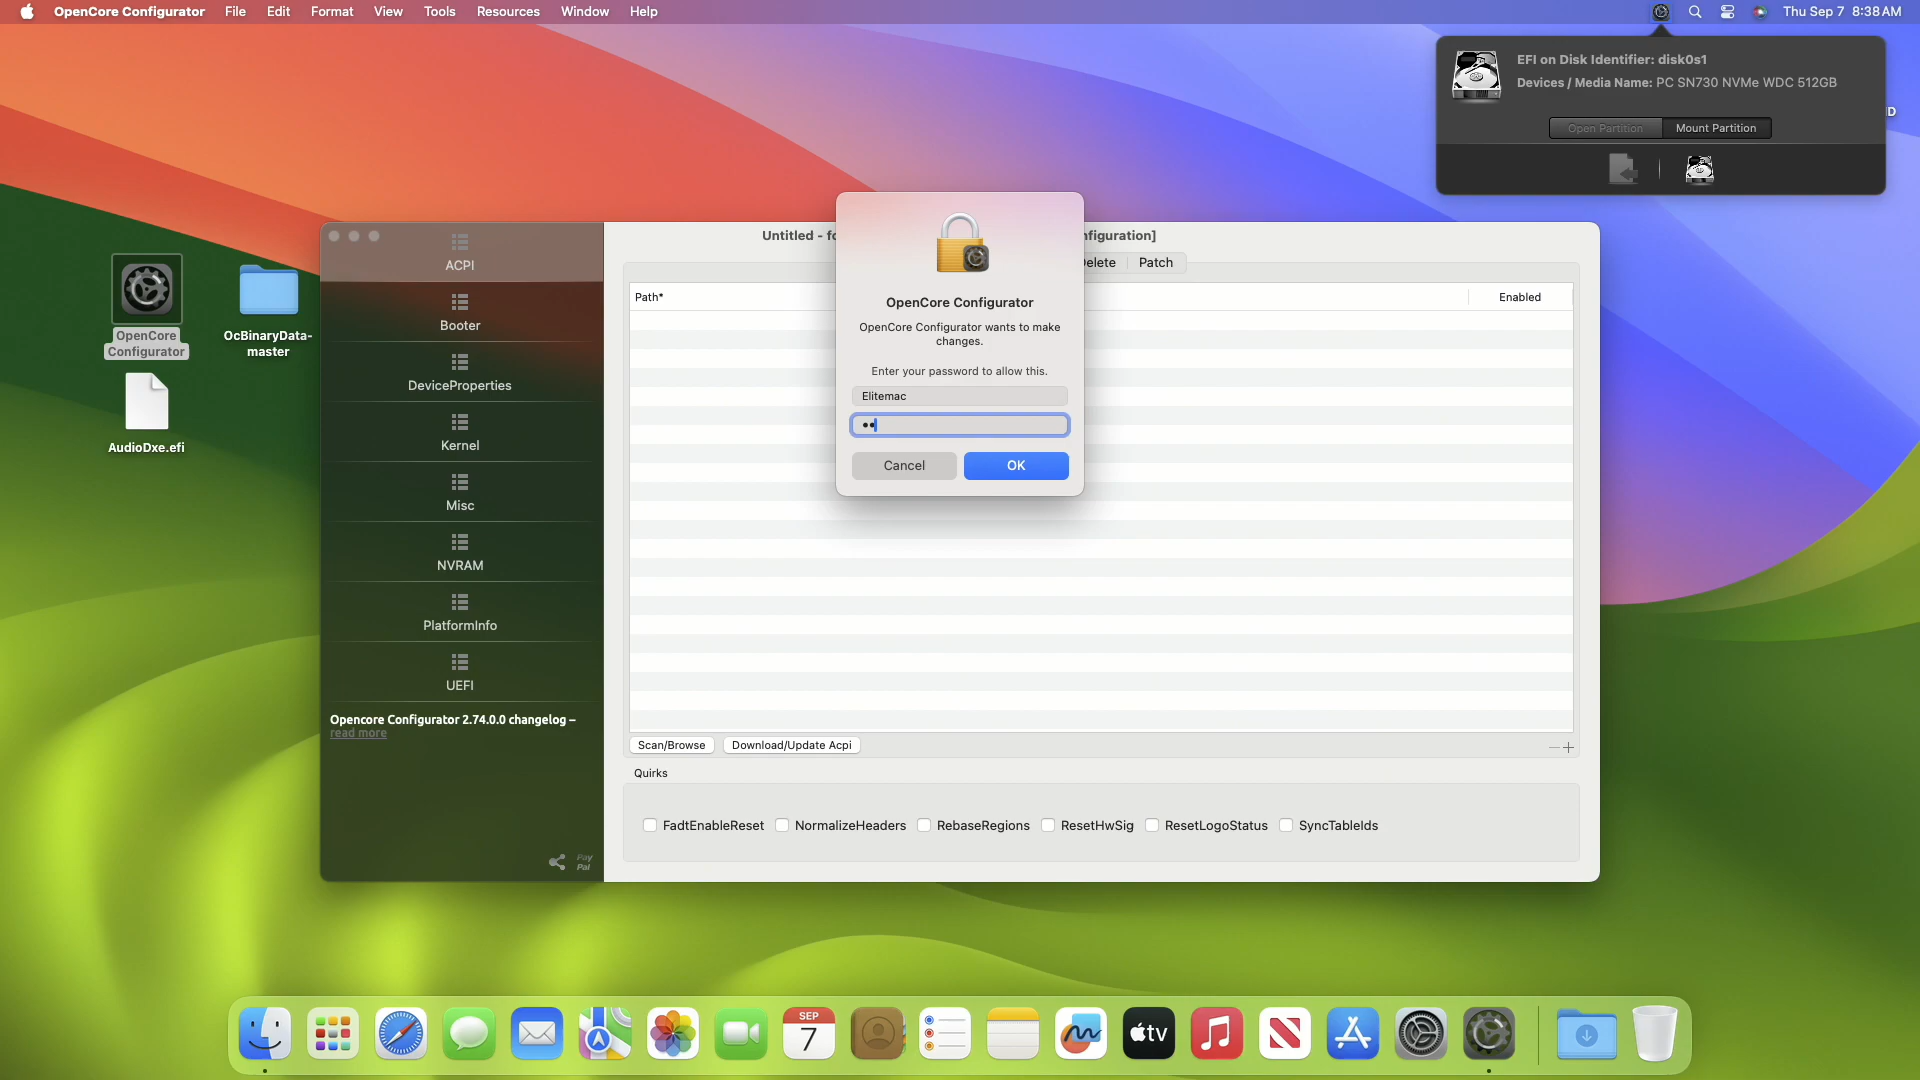 OpenCore Configurator File Edit Format View Tools Resources Window Help
Thu Sep 7 8:38 AM
EFI on Disk Identifier: disk0s1
Devices / Media Name: PC SN730 NVMe WDC 512GB
Open Partition Mount Partition
D
OpenCore
Configurator
OcBinaryData-
master
AudioDxe.efi
Untitled - fo
nfiguration]
ACPI
Booter
DeviceProperties
Kernel
Misc
NVRAM
PlatformInfo
UEFI
Opencore Configurator 2.74.0.0 changelog –
read more
Pay
Pal
elete Patch
Path*
Enabled
OpenCore Configurator
OpenCore Configurator wants to make
changes.
Enter your password to allow this.
Elitemac
Cancel OK
Scan/Browse Download/Update Acpi
Quirks
FadtEnableReset NormalizeHeaders RebaseRegions ResetHwSig ResetLogoStatus SyncTableIds
SEP
7
tv